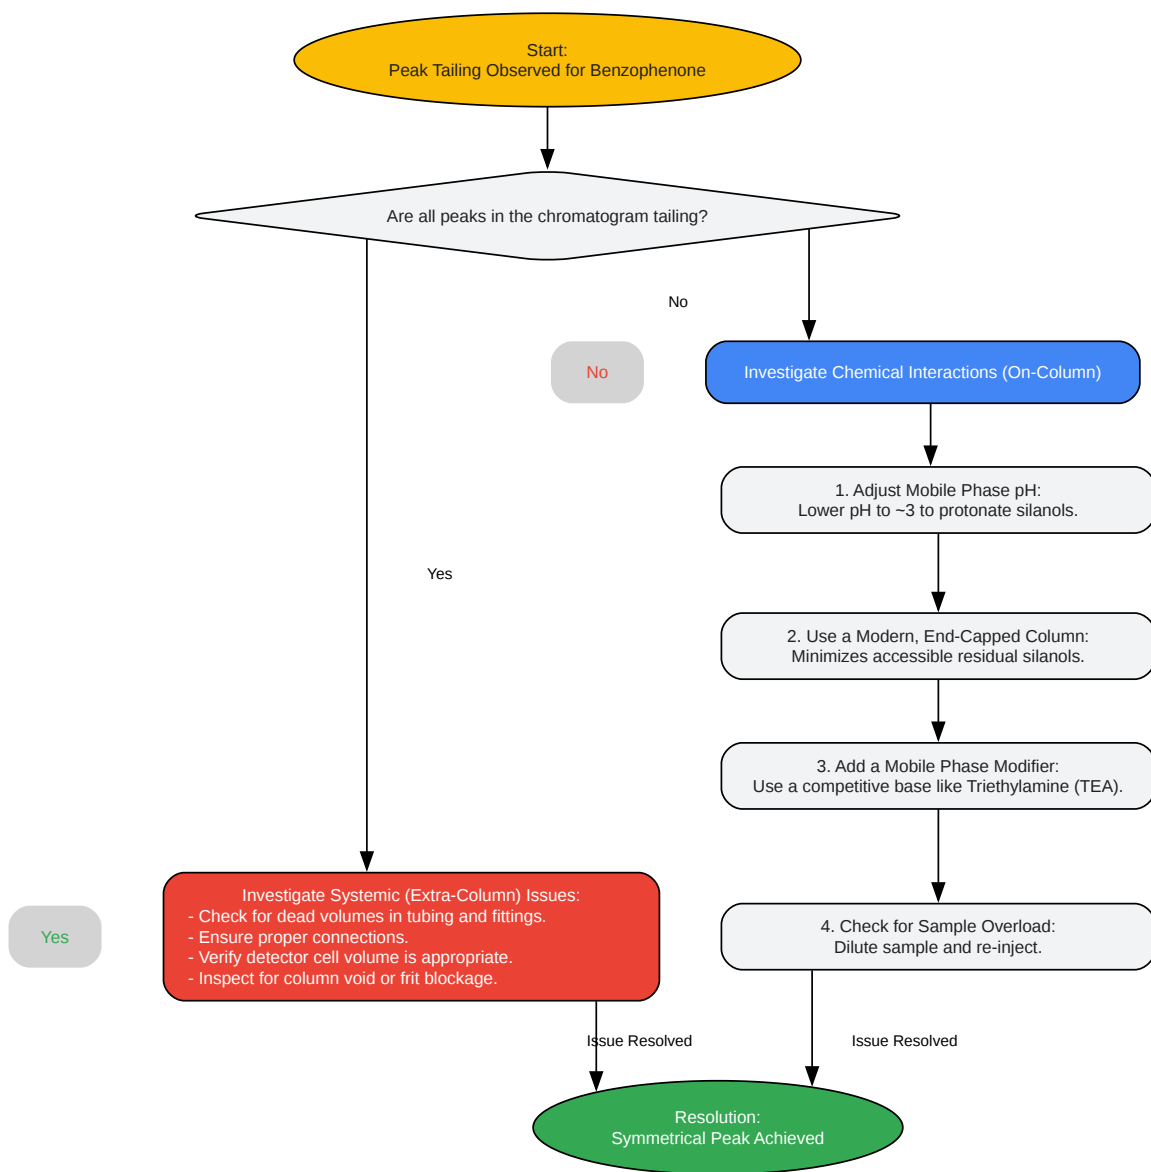 Start:
Peak Tailing Observed for Benzophenone
Are all peaks in the chromatogram tailing?
No
No
Investigate Chemical Interactions (On-Column)
1. Adjust Mobile Phase pH:
Lower pH to ~3 to protonate silanols.
Yes
2. Use a Modern, End-Capped Column:
Minimizes accessible residual silanols.
3. Add a Mobile Phase Modifier:
Use a competitive base like Triethylamine (TEA).
Yes
Investigate Systemic (Extra-Column) Issues:
- Check for dead volumes in tubing and fittings.
- Ensure proper connections.
- Verify detector cell volume is appropriate.
- Inspect for column void or frit blockage.
4. Check for Sample Overload:
Dilute sample and re-inject.
Issue Resolved
Issue Resolved
Resolution:
Symmetrical Peak Achieved